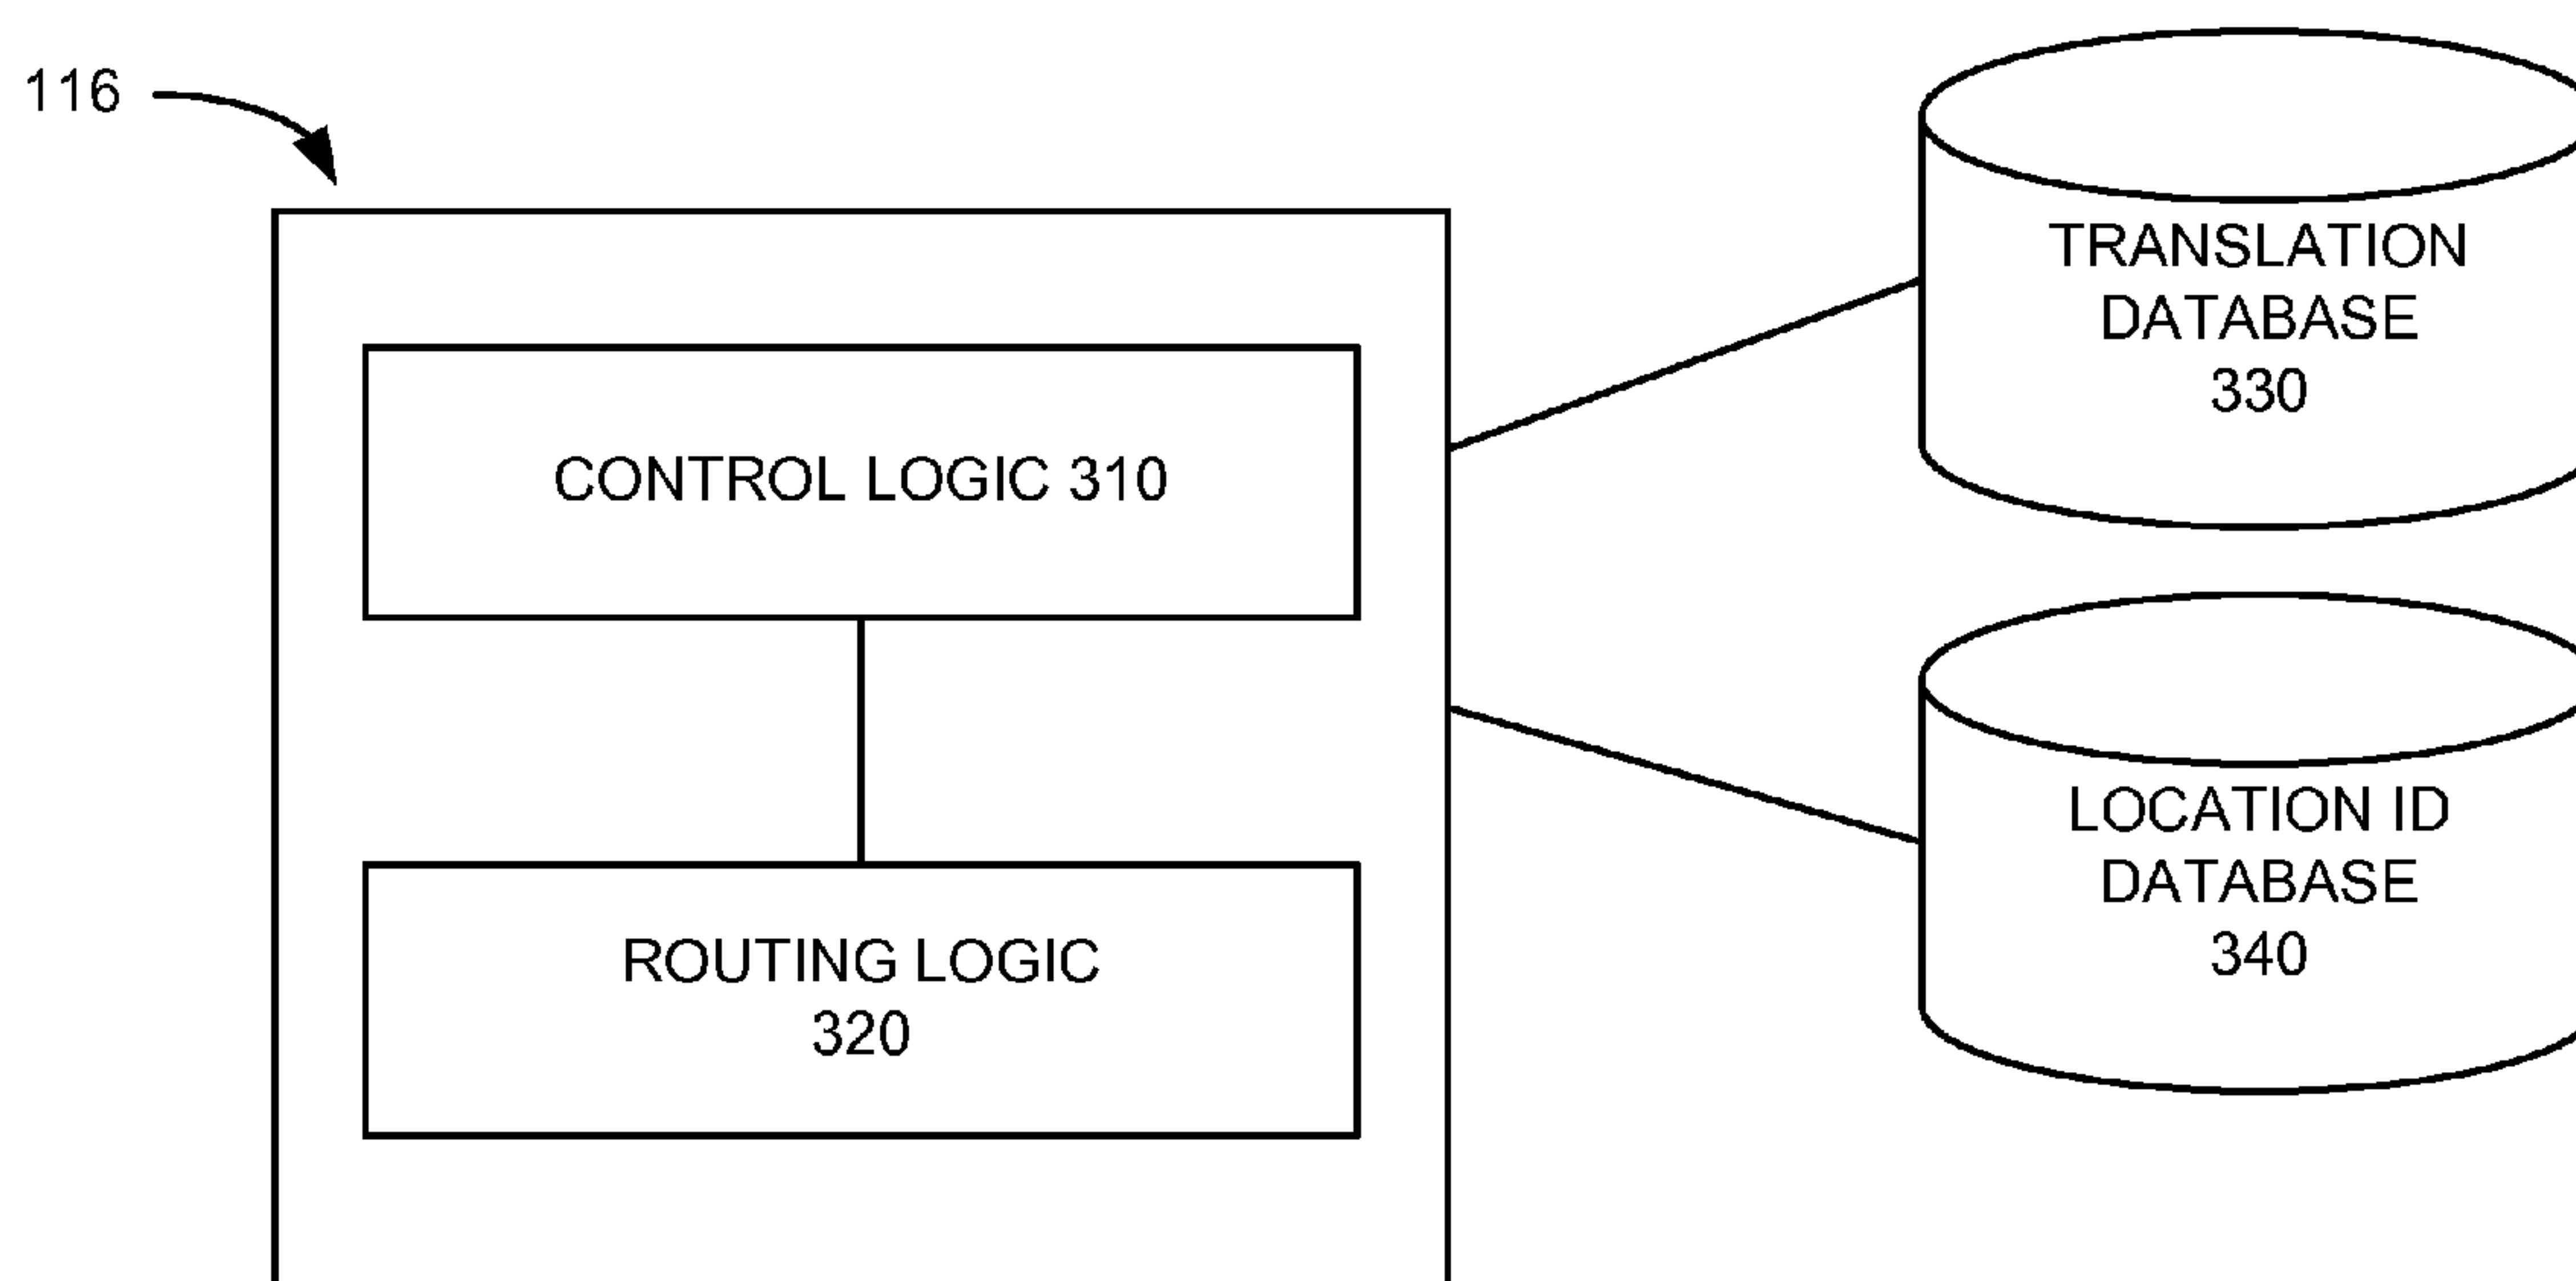 116
CONTROL LOGIC 310
ROUTING LOGIC
320
TRANSLATION
DATABASE
330
LOCATION ID
DATABASE
340